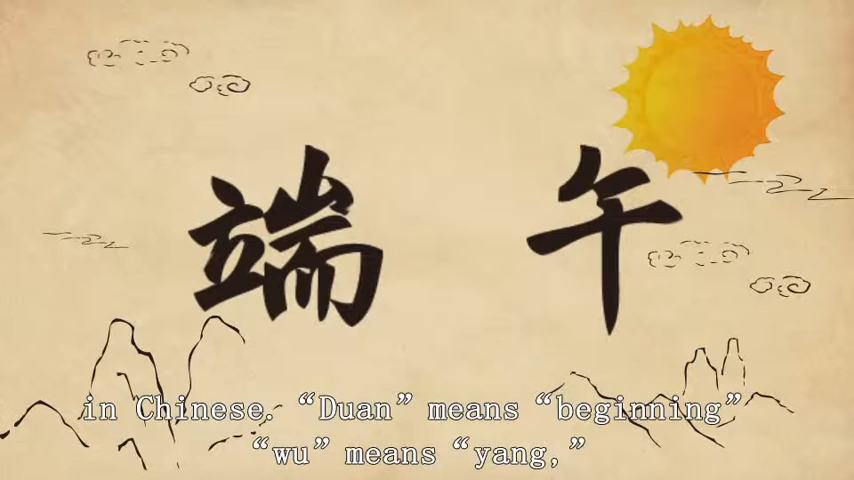 端午
in Chinese. “Duan” means “beginning”
“wu” means “yang,”